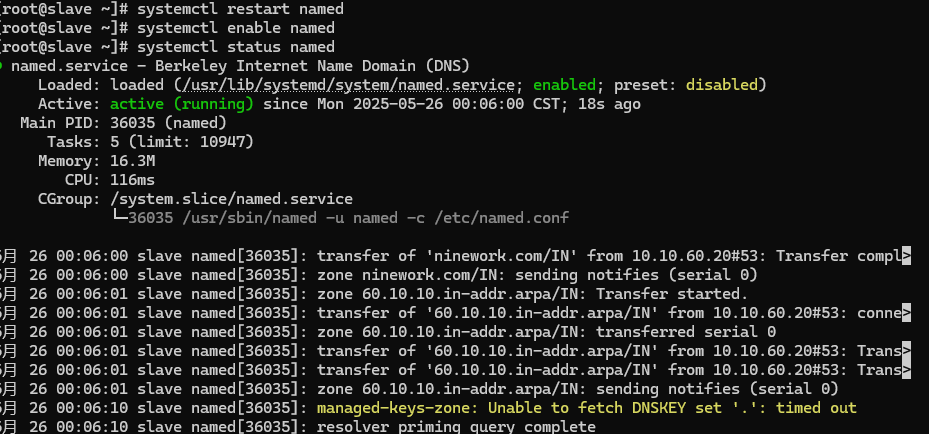 [root@slave ~]# systemctl restart named
[root@slave ~]# systemctl enable named
[root@slave ~]# systemctl status named
named.service - Berkeley Internet Name Domain (DNS)
Loaded: loaded (/usr/lib/systemd/system/named.service; enabled; preset: disabled)
Active: active (running) since Mon 2025-05-26 00:06:00 CST; 18s ago
Main PID: 36035 (named)
Tasks: 5 (limit: 10947)
Memory: 16.3M
CPU: 116ms
CGroup: /system.slice/named.service
└─36035 /usr/sbin/named -u named -c /etc/named.conf
5月 26 00:06:00 slave named[36035]: transfer of 'ninework.com/IN' from 10.10.60.20#53: Transfer compl>
5月 26 00:06:00 slave named[36035]: zone ninework.com/IN: sending notifies (serial 0)
5月 26 00:06:01 slave named[36035]: zone 60.10.10.in-addr.arpa/IN: Transfer started.
5月 26 00:06:01 slave named[36035]: transfer of '60.10.10.in-addr.arpa/IN' from 10.10.60.20#53: conne>
5月 26 00:06:01 slave named[36035]: zone 60.10.10.in-addr.arpa/IN: transferred serial 0
5月 26 00:06:01 slave named[36035]: transfer of '60.10.10.in-addr.arpa/IN' from 10.10.60.20#53: Trans>
5月 26 00:06:01 slave named[36035]: transfer of '60.10.10.in-addr.arpa/IN' from 10.10.60.20#53: Trans>
5月 26 00:06:01 slave named[36035]: zone 60.10.10.in-addr.arpa/IN: sending notifies (serial 0)
5月 26 00:06:10 slave named[36035]: managed-keys-zone: Unable to fetch DNSKEY set '.': timed out
5月 26 00:06:10 slave named[36035]: resolver priming query complete